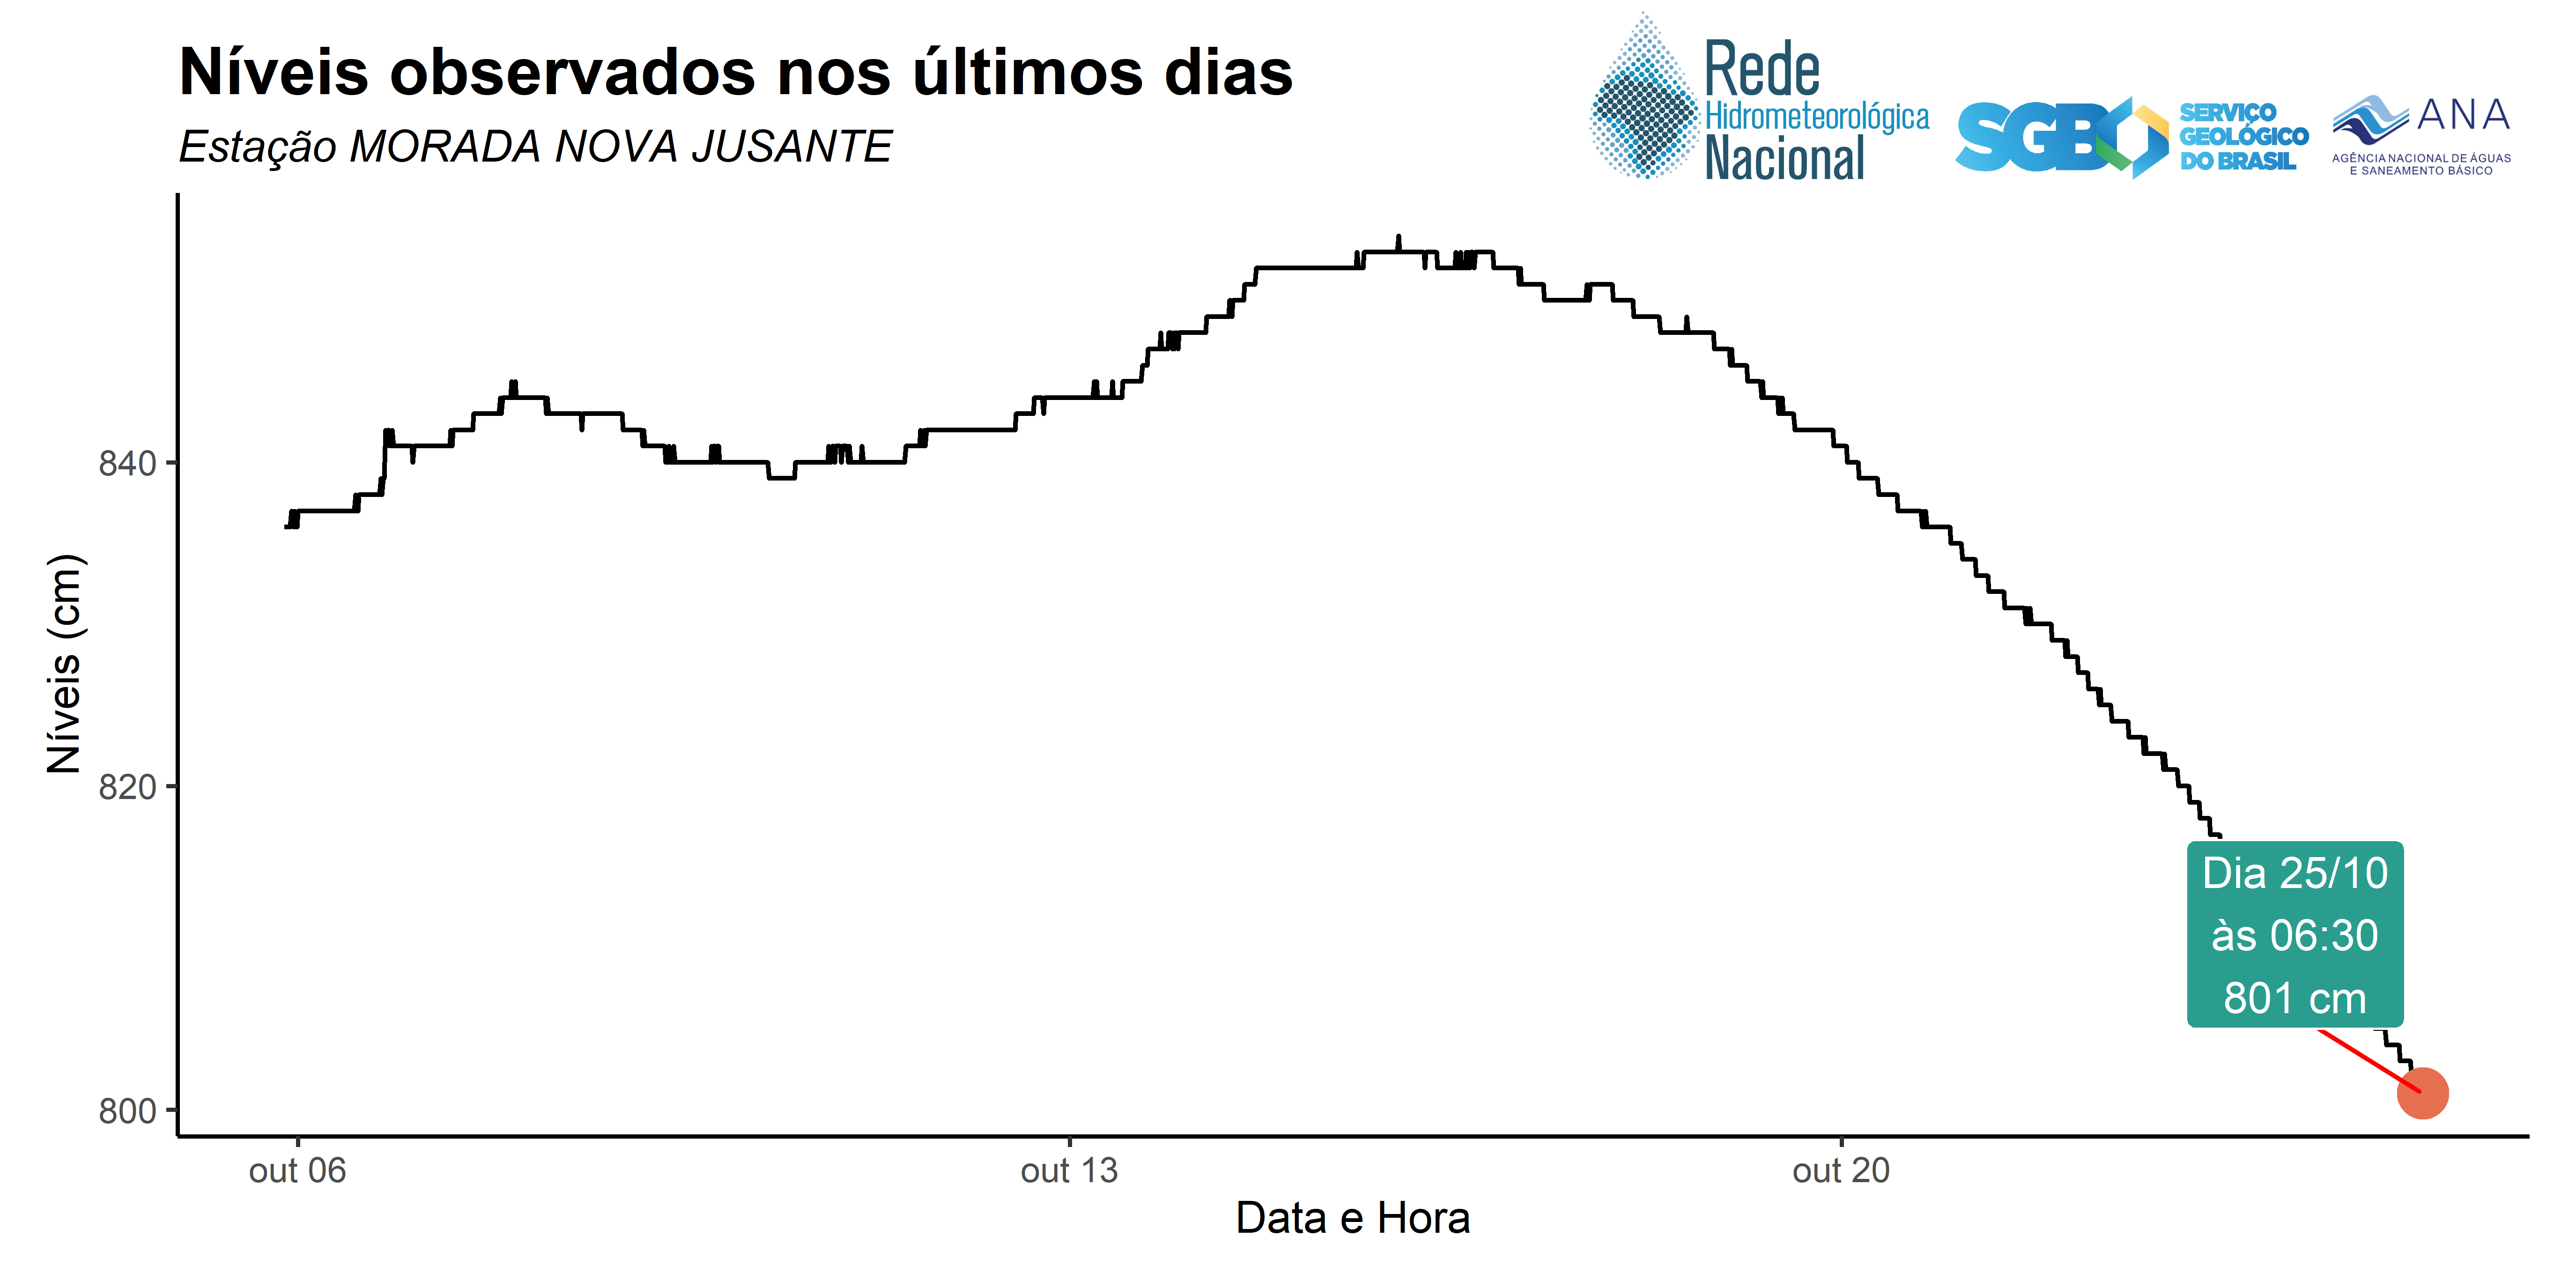 Níveis observados nos últimos dias
Estação MORADA NOVA JUSANTE
Rede
Hidrometeorológica
Nacional
SGB
SERVIÇO
GEOLÓGICO
DO BRASIL
ANA
AGÊNCIA NACIONAL DE ÁGUAS
E SANEAMENTO BÁSICO
Níveis (cm)
840
820
800
Dia 25/10
às 06:30
801 cm
out 06
out 13
out 20
Data e Hora